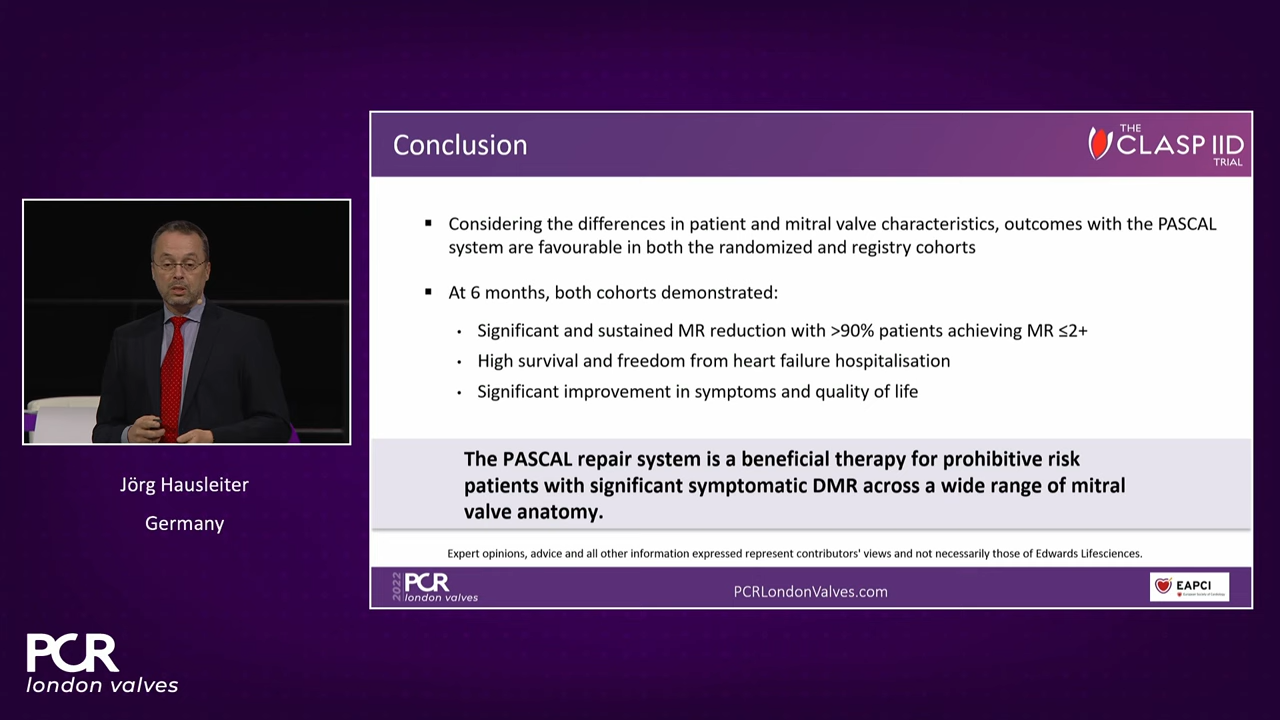 Conclusion
THE
CLASP IID
TRIAL
▪ Considering the differences in patient and mitral valve characteristics, outcomes with the PASCAL
system are favourable in both the randomized and registry cohorts
▪ At 6 months, both cohorts demonstrated:
• Significant and sustained MR reduction with >90% patients achieving MR ≤2+
• High survival and freedom from heart failure hospitalisation
• Significant improvement in symptoms and quality of life
The PASCAL repair system is a beneficial therapy for prohibitive risk
patients with significant symptomatic DMR across a wide range of mitral
valve anatomy.
Expert opinions, advice and all other information expressed represent contributors' views and not necessarily those of Edwards Lifesciences.
2022
PCR
london valves
PCRLondonValves.com
EAPCI
European Society of Cardiology
Jörg Hausleiter
Germany
PCR
london valves